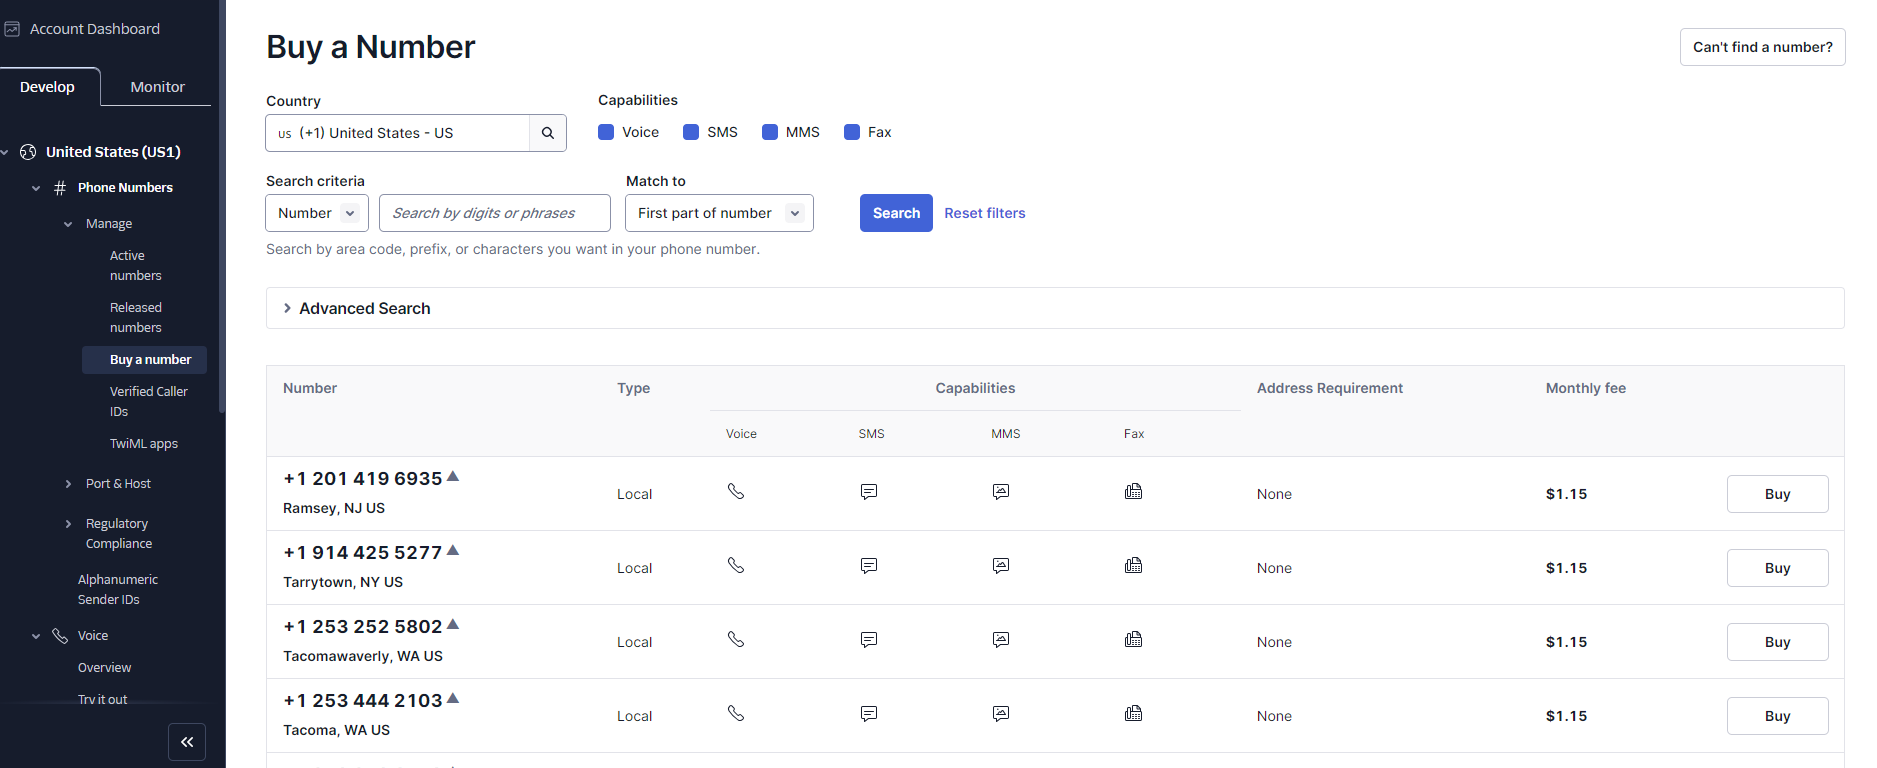 Account Dashboard
Develop
Monitor
United States (US1)
Phone Numbers
Manage
Active
numbers
Released
numbers
Buy a number
Verified Caller
IDs
TwiML apps
Port & Host
Regulatory
Compliance
Alphanumeric
Sender IDs
Voice
Overview
Try it out
Buy a Number
Can't find a number?
Country
US (+1) United States - US
Capabilities
Voice SMS MMS Fax
Search criteria
Match to
Number
Search by digits or phrases
First part of number
Search
Reset filters
Search by area code, prefix, or characters you want in your phone number.
Advanced Search
Number Type Capabilities Address Requirement Monthly fee
Voice SMS MMS Fax
+1 201 419 6935
Ramsey, NJ US
Local None $1.15 Buy
+1 914 425 5277
Tarrytown, NY US
Local None $1.15 Buy
+1 253 252 5802
Tacomawaverly, WA US
Local None $1.15 Buy
+1 253 444 2103
Tacoma, WA US
Local None $1.15 Buy